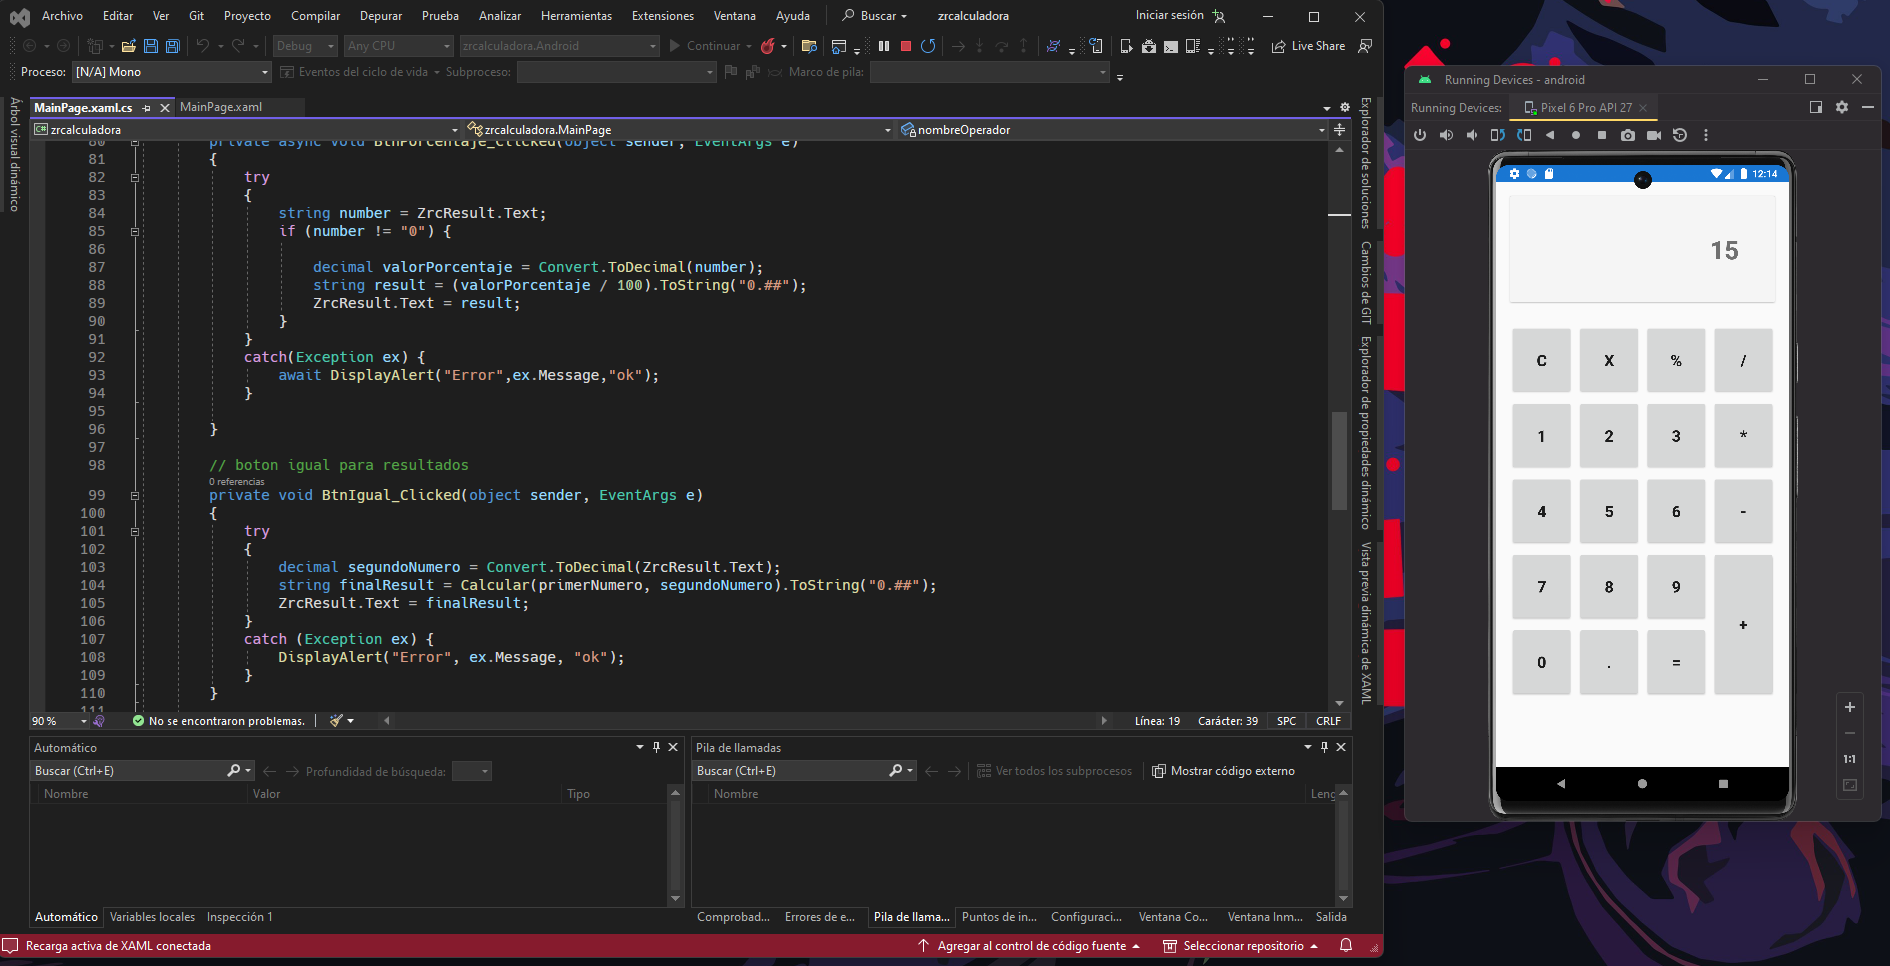 Archivo Editar Ver Git Proyecto Compilar Depurar Prueba Analizar Herramientas Extensiones Ventana Ayuda Buscar zrcalculadora Iniciar sesión
Debug Any CPU zrcalculadora.Android Continuar Live Share
Proceso: [N/A] Mono Eventos del ciclo de vida Subproceso: Marco de pila:
MainPage.xaml.cs MainPage.xaml
C# zrcalculadora zrcalculadora.MainPage nombreOperador
Árbol visual dinámico
80 private async void BtnPorcentaje_Clicked(object sender, EventArgs e)
81 {
82 try
83 {
84 string number = ZrcResult.Text;
85 if (number != "0") {
86
87 decimal valorPorcentaje = Convert.ToDecimal(number);
88 string result = (valorPorcentaje / 100).ToString("0.##");
89 ZrcResult.Text = result;
90 }
91 }
92 catch(Exception ex) {
93 await DisplayAlert("Error",ex.Message,"ok");
94 }
95
96 }
97
98 // boton igual para resultados
0 referencias
99 private void BtnIgual_Clicked(object sender, EventArgs e)
100 {
101 try
102 {
103 decimal segundoNumero = Convert.ToDecimal(ZrcResult.Text);
104 string finalResult = Calcular(primerNumero, segundoNumero).ToString("0.##");
105 ZrcResult.Text = finalResult;
106 }
107 catch (Exception ex) {
108 DisplayAlert("Error", ex.Message, "ok");
109 }
110 }
111
90 % No se encontraron problemas. Línea: 19 Carácter: 39 SPC CRLF
Explorador de soluciones
Cambios de GIT
Explorador de propiedades dinámico
Vista previa dinámica de XAML
Automático
Buscar (Ctrl+E) Profundidad de búsqueda:
Nombre Valor Tipo
Automático Variables locales Inspección 1
Pila de llamadas
Buscar (Ctrl+E) Ver todos los subprocesos Mostrar código externo
Nombre Leng
Comprobad... Errores de e... Pila de llama... Puntos de in... Configuraci... Ventana Co... Ventana Inm... Salida
Recarga activa de XAML conectada Agregar al control de código fuente Seleccionar repositorio
Running Devices - android
Running Devices: Pixel 6 Pro API 27
12:14
15
C X % /
1 2 3 *
4 5 6 -
7 8 9
+
0 . =
1:1